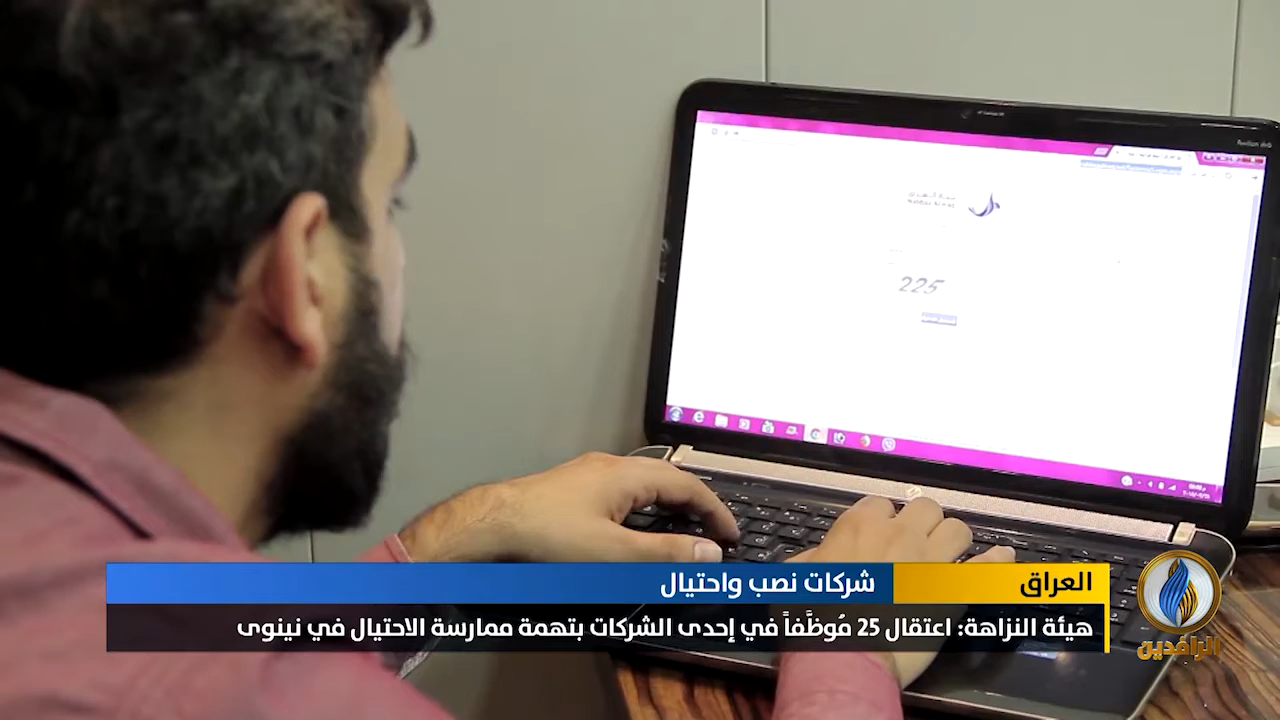 225
العراق
شركات نصب واحتيال
هيئة النزاهة: اعتقال 25 مُوظَّفاً في إحدى الشركات بتهمة ممارسة الاحتيال في نينوى
الرافدين